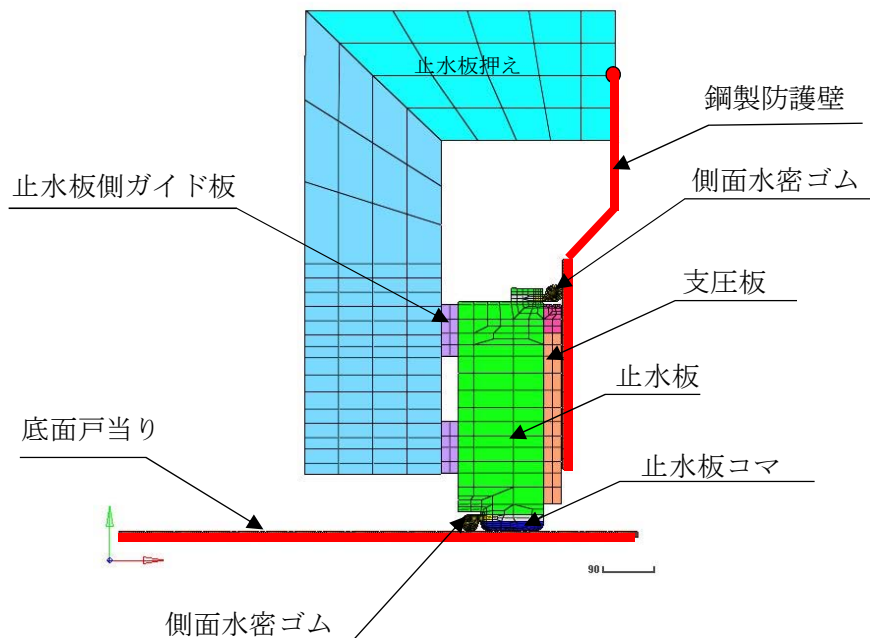 止水板押え
鋼製防護壁
止水板側ガイド板
側面水密ゴム
支圧板
止水板
底面戸当り
止水板コマ
90
側面水密ゴム